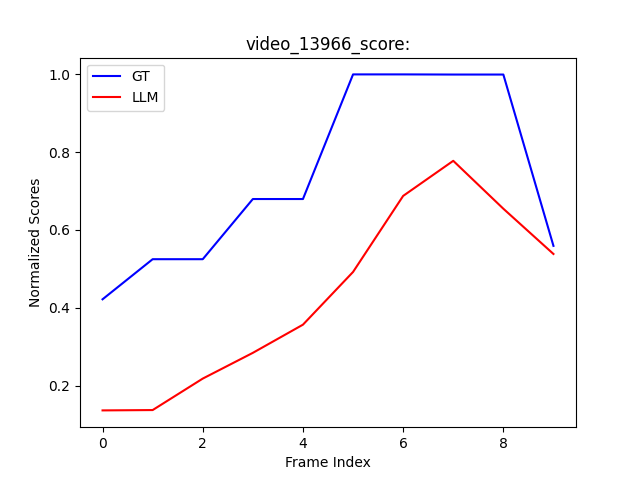 video_13966_score:
GT
LLM
Normalized Scores
1.0
0.8
0.6
0.4
0.2
0 2 4 6 8
Frame Index